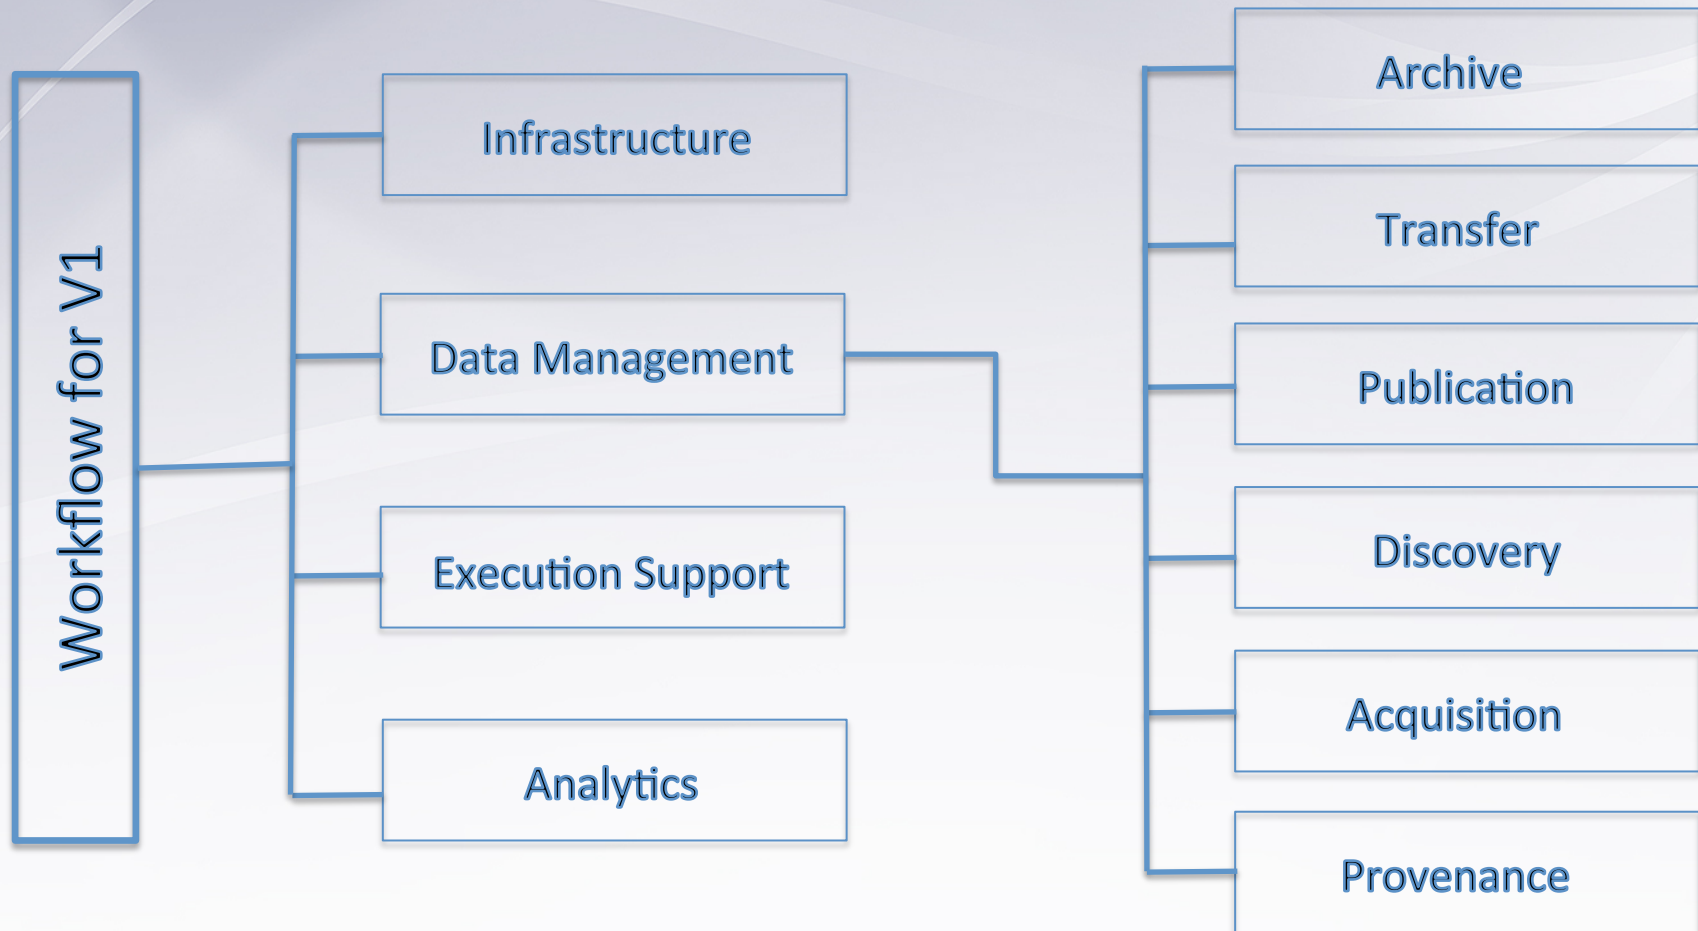 Workflow for V1
Infrastructure
Data Management
Execution Support
Analytics
Archive
Transfer
Publication
Discovery
Acquisition
Provenance